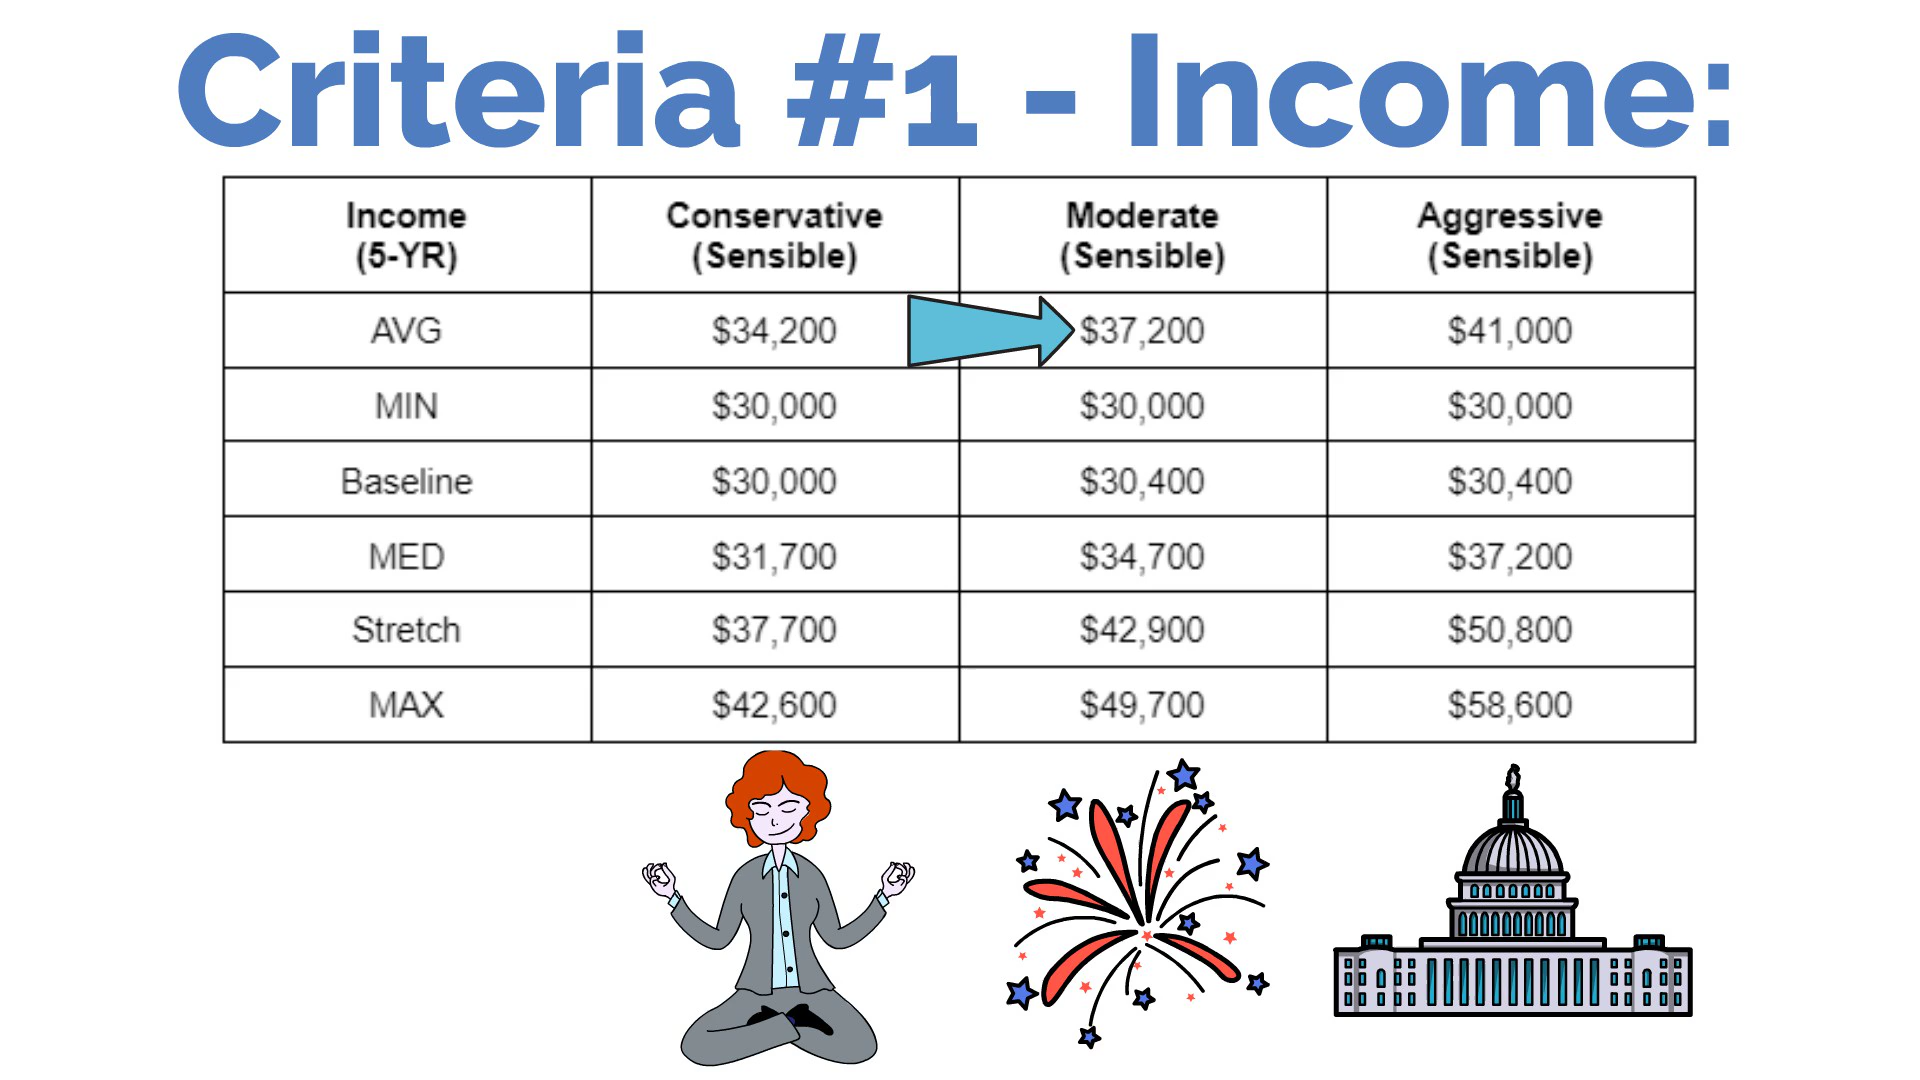 Criteria #1 - Income:
Income (5-YR) Conservative (Sensible) Moderate (Sensible) Aggressive (Sensible)
AVG $34,200 $37,200 $41,000
MIN $30,000 $30,000 $30,000
Baseline $30,000 $30,400 $30,400
MED $31,700 $34,700 $37,200
Stretch $37,700 $42,900 $50,800
MAX $42,600 $49,700 $58,600